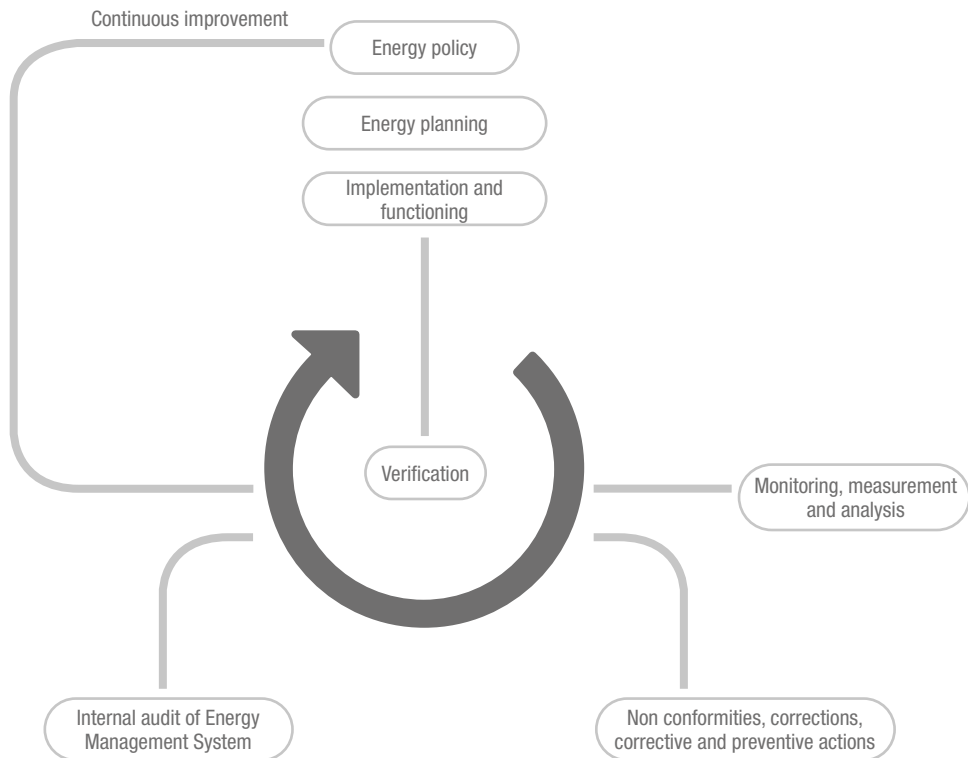 Continuous improvement
Energy policy
Energy planning
Implementation and
functioning
Verification
Monitoring, measurement
and analysis
Internal audit of Energy
Management System
Non conformities, corrections,
corrective and preventive actions